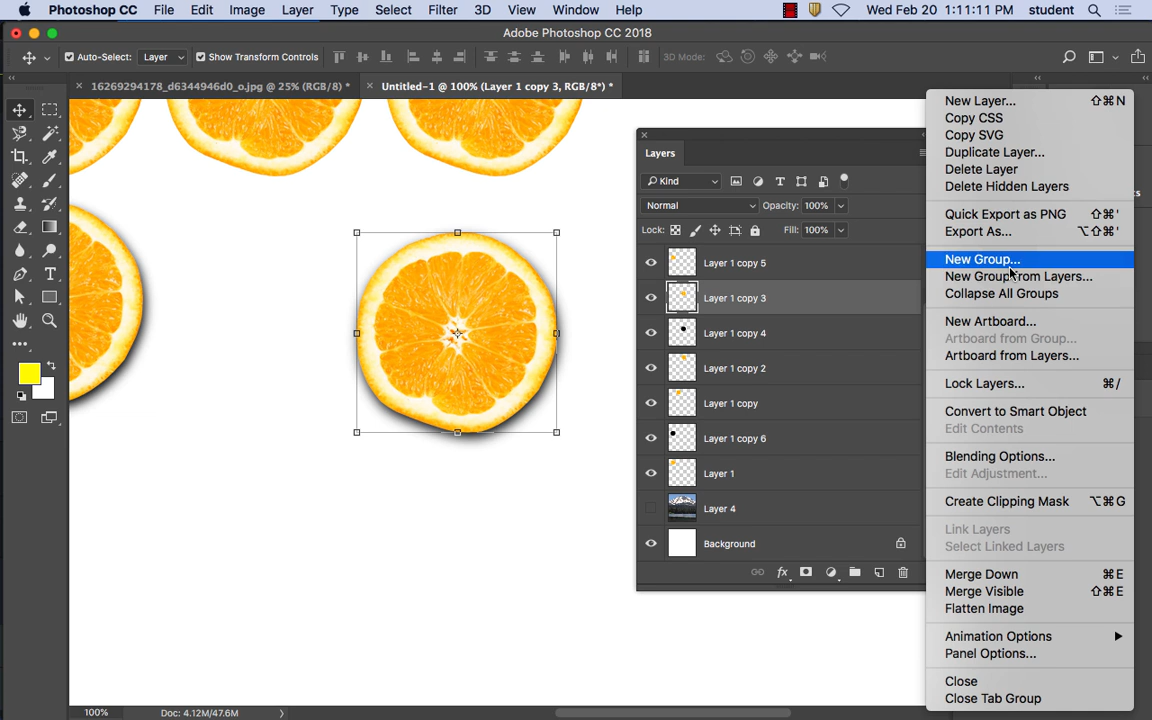 Photoshop CC File Edit Image Layer Type Select Filter 3D View Window Help Wed Feb 20 1:11:11 PM student
Adobe Photoshop CC 2018
Auto-Select: Layer Show Transform Controls 3D Mode:
16269294178_d6344946d0_o.jpg @ 25% (RGB/8) * Untitled-1 @ 100% (Layer 1 copy 3, RGB/8*) *
Layers
Kind
Normal Opacity: 100%
Lock: Fill: 100%
Layer 1 copy 5
Layer 1 copy 3
Layer 1 copy 4
Layer 1 copy 2
Layer 1 copy
Layer 1 copy 6
Layer 1
Layer 4
Background
fx
New Layer... ⇧⌘N
Copy CSS
Copy SVG
Duplicate Layer...
Delete Layer
Delete Hidden Layers
Quick Export as PNG ⇧⌘'
Export As... ⌥⇧⌘'
New Group...
New Group from Layers...
Collapse All Groups
New Artboard...
Artboard from Group...
Artboard from Layers...
Lock Layers... ⌘/
Convert to Smart Object
Edit Contents
Blending Options...
Edit Adjustment...
Create Clipping Mask ⌥⌘G
Link Layers
Select Linked Layers
Merge Down ⌘E
Merge Visible ⇧⌘E
Flatten Image
Animation Options
Panel Options...
Close
Close Tab Group
100% Doc: 4.12M/47.6M